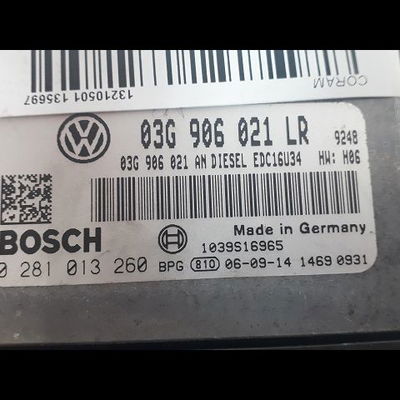 CORAM
13210501 135697
03G 906 021 LR 9248
03G 906 021 AN DIESEL EDC16U34 HW: H06
BOSCH
1039S16965
Made in Germany
0 281 013 260 BPG 810 06-09-14 1469 0931